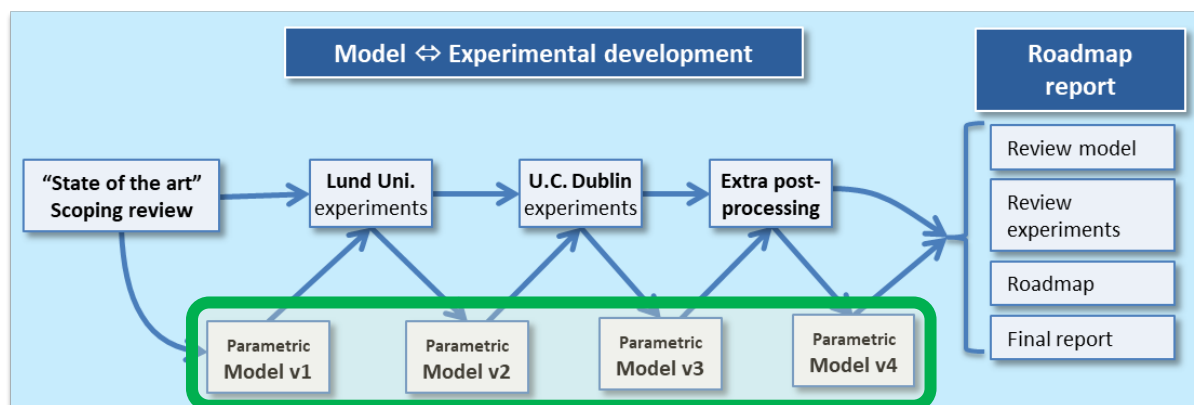 Model ⇔ Experimental development
Roadmap
report
“State of the art”
Scoping review
Lund Uni.
experiments
U.C. Dublin
experiments
Extra post-
processing
Review model
Review
experiments
Roadmap
Final report
Parametric
Model v1
Parametric
Model v2
Parametric
Model v3
Parametric
Model v4